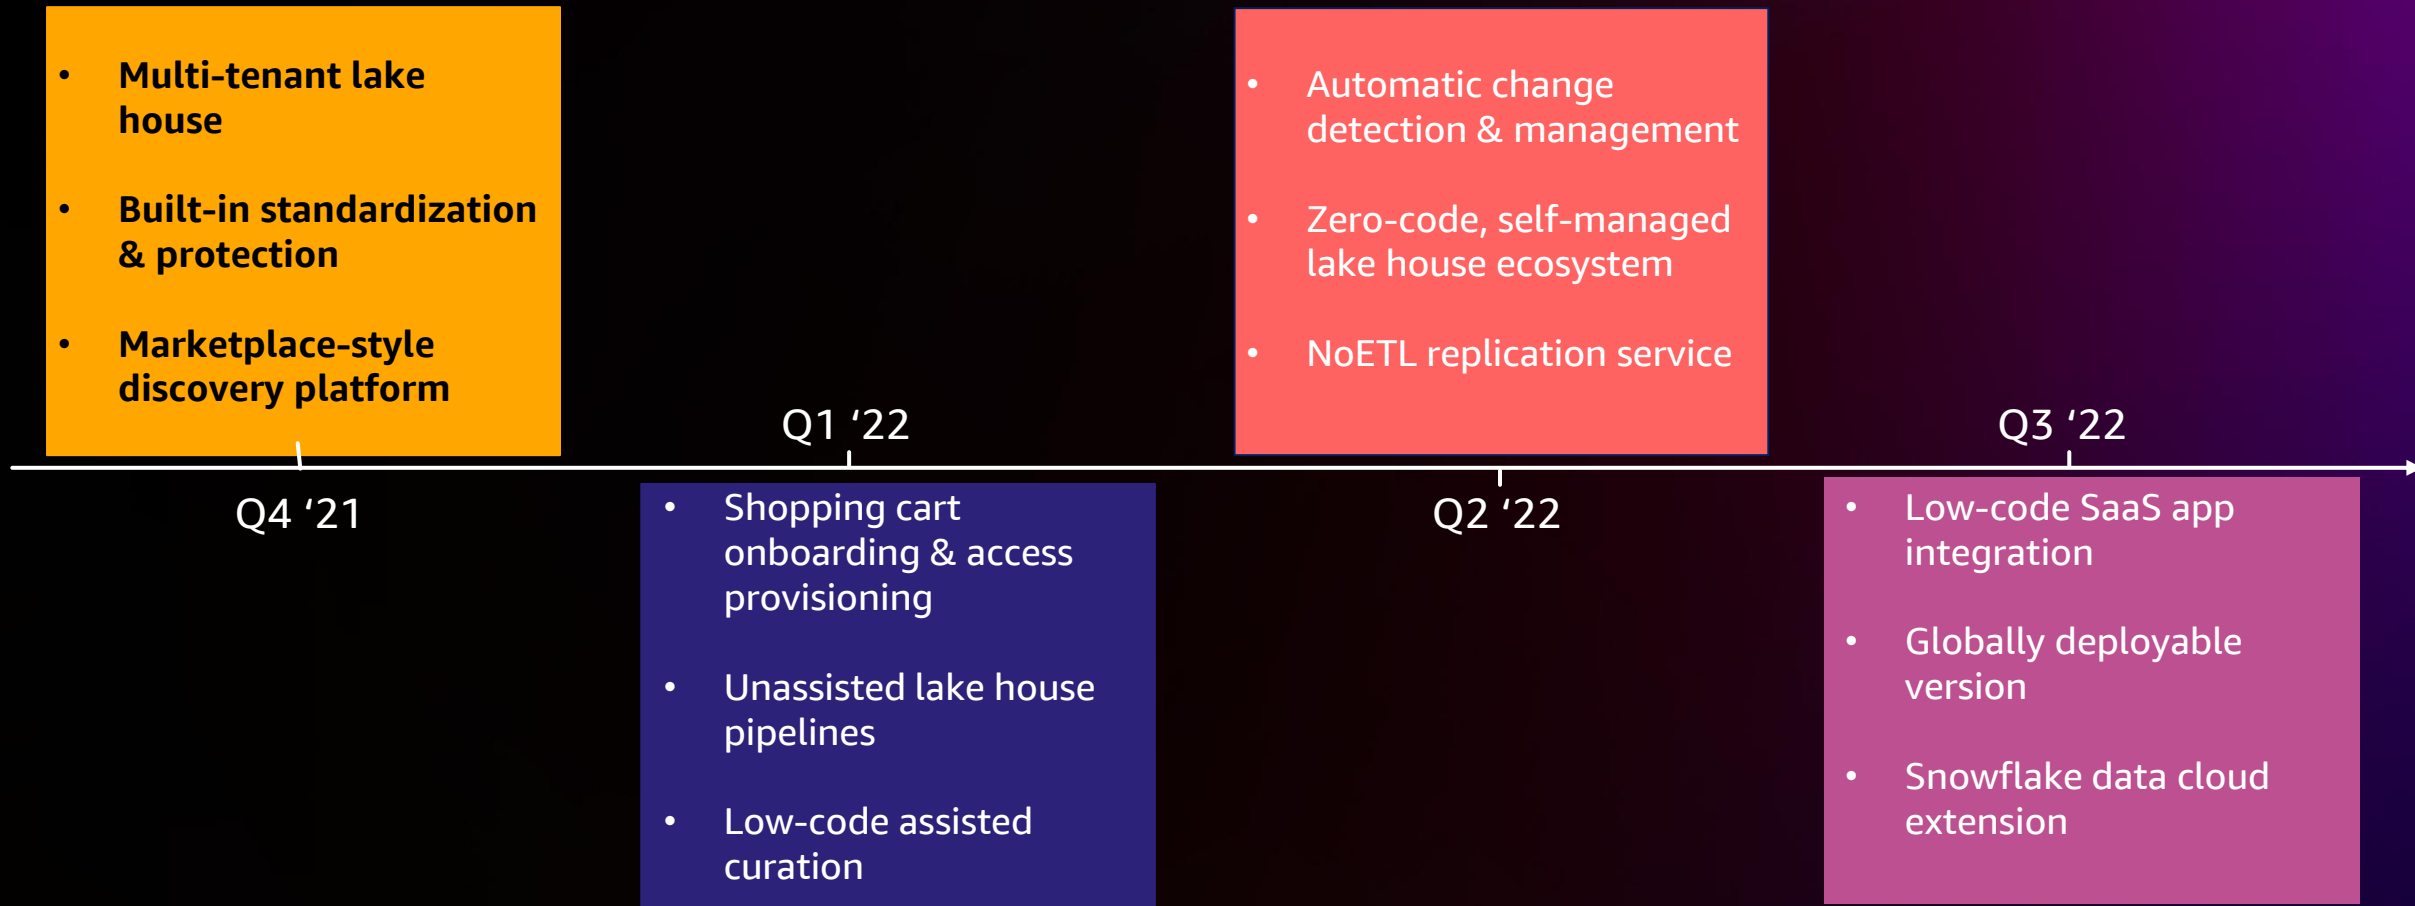 • Multi-tenant lake
house
• Built-in standardization
& protection
• Marketplace-style
discovery platform
Q4 ‘21
Q1 ‘22
• Shopping cart
onboarding & access
provisioning
• Unassisted lake house
pipelines
• Low-code assisted
curation
• Automatic change
detection & management
• Zero-code, self-managed
lake house ecosystem
• NoETL replication service
Q2 ‘22
Q3 ‘22
• Low-code SaaS app
integration
• Globally deployable
version
• Snowflake data cloud
extension